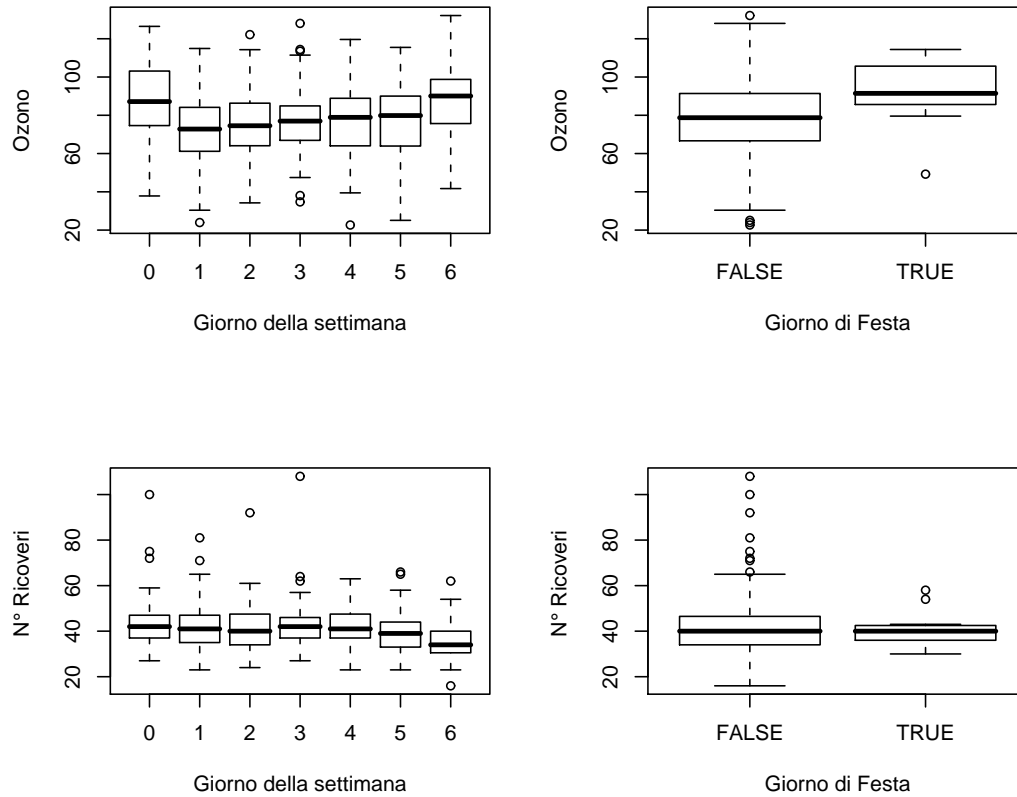 Ozono
20
60
100
0 1 2 3 4 5 6
Giorno della settimana
Ozono
20
60
100
FALSE TRUE
Giorno di Festa
N° Ricoveri
20
40
60
80
0 1 2 3 4 5 6
Giorno della settimana
N° Ricoveri
20
40
60
80
FALSE TRUE
Giorno di Festa